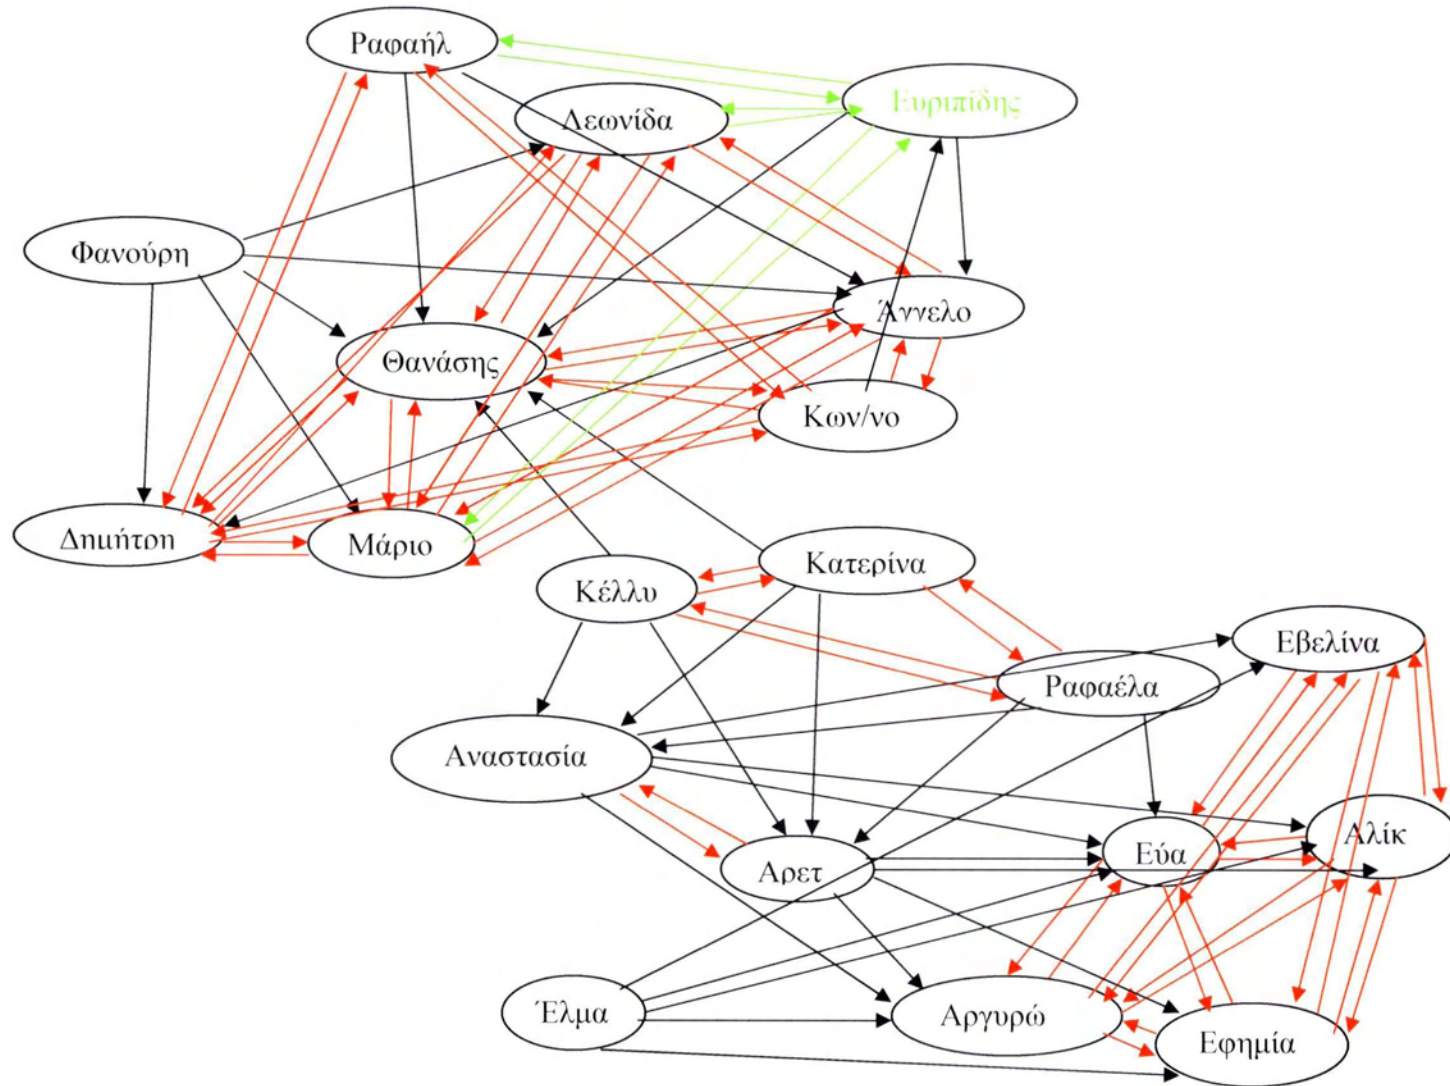 Ραφαήλ
Ευριπίδης
Λεωνίδα
Φανούρη
Άγγελο
Θανάσης
Κων/νο
Δημήτρη
Μάριο
Κατερίνα
Κέλλυ
Εβελίνα
Ραφαέλα
Αναστασία
Αλίκ
Εύα
Αρετ
Έλμα
Αργυρώ
Εφημία